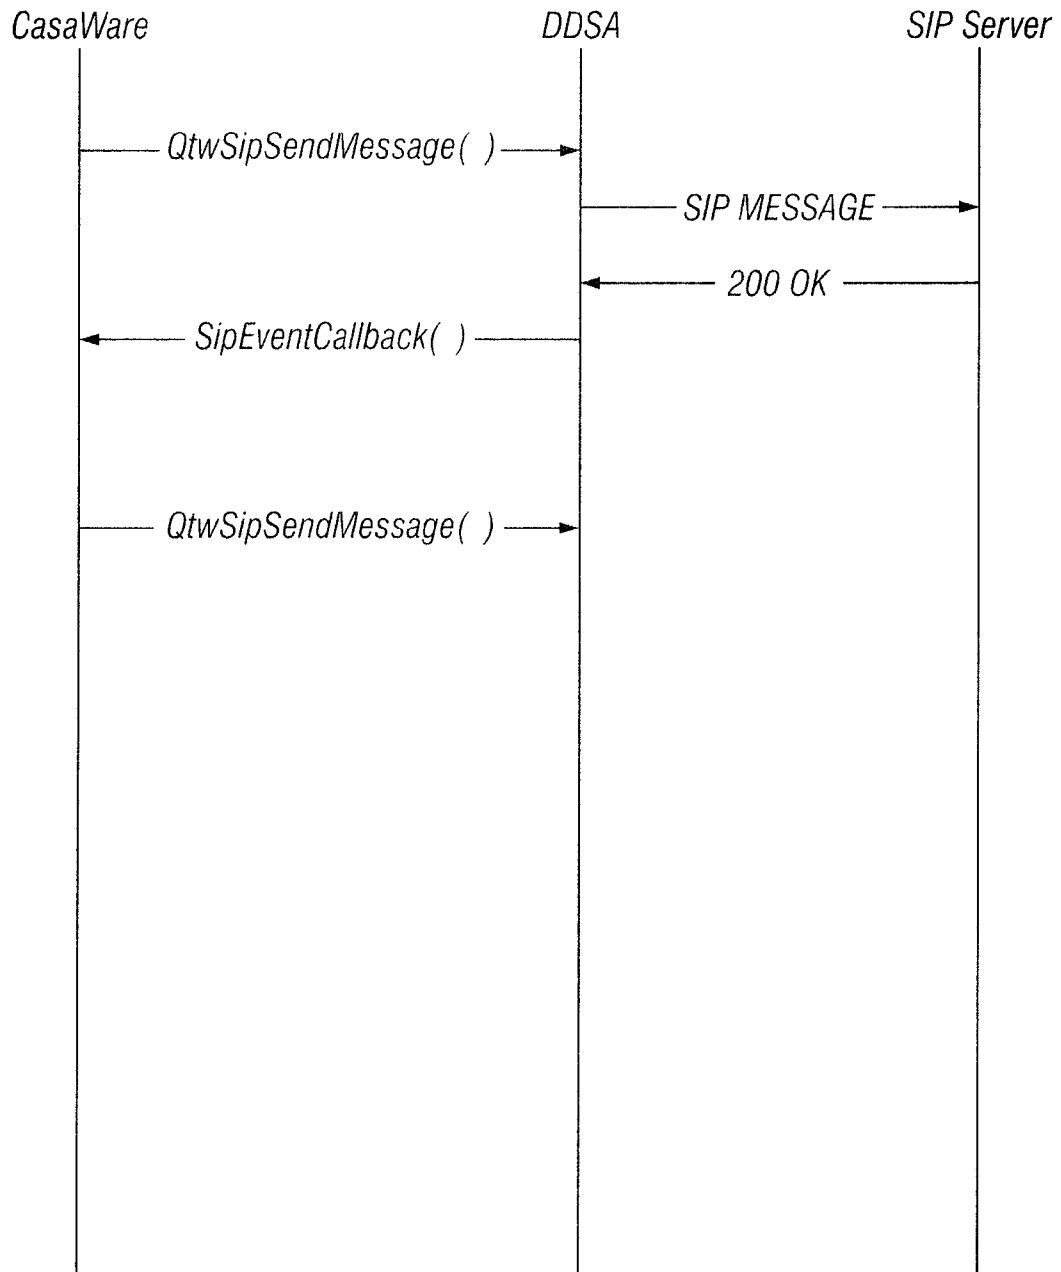 CasaWare DDSA SIP Server
QtwSipSendMessage( )
SIP MESSAGE
200 OK
SipEventCallback( )
QtwSipSendMessage( )